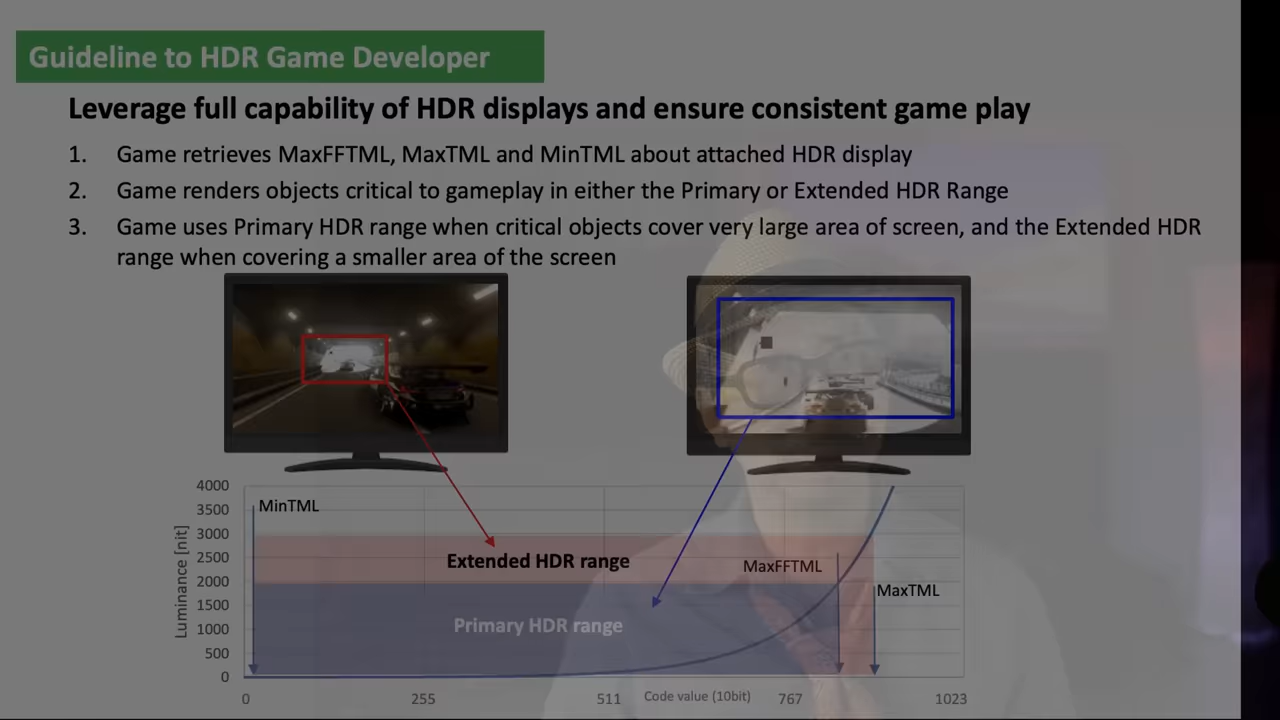 Guideline to HDR Game Developer
Leverage full capability of HDR displays and ensure consistent game play
1. Game retrieves MaxFFTML, MaxTML and MinTML about attached HDR display
2. Game renders objects critical to gameplay in either the Primary or Extended HDR Range
3. Game uses Primary HDR range when critical objects cover very large area of screen, and the Extended HDR
range when covering a smaller area of the screen
4000
3500
3000
2500
2000
1500
1000
500
0
Luminance [nit]
MinTML
Extended HDR range
MaxFFTML
MaxTML
Primary HDR range
0
255
511
Code value (10bit)
767
1023